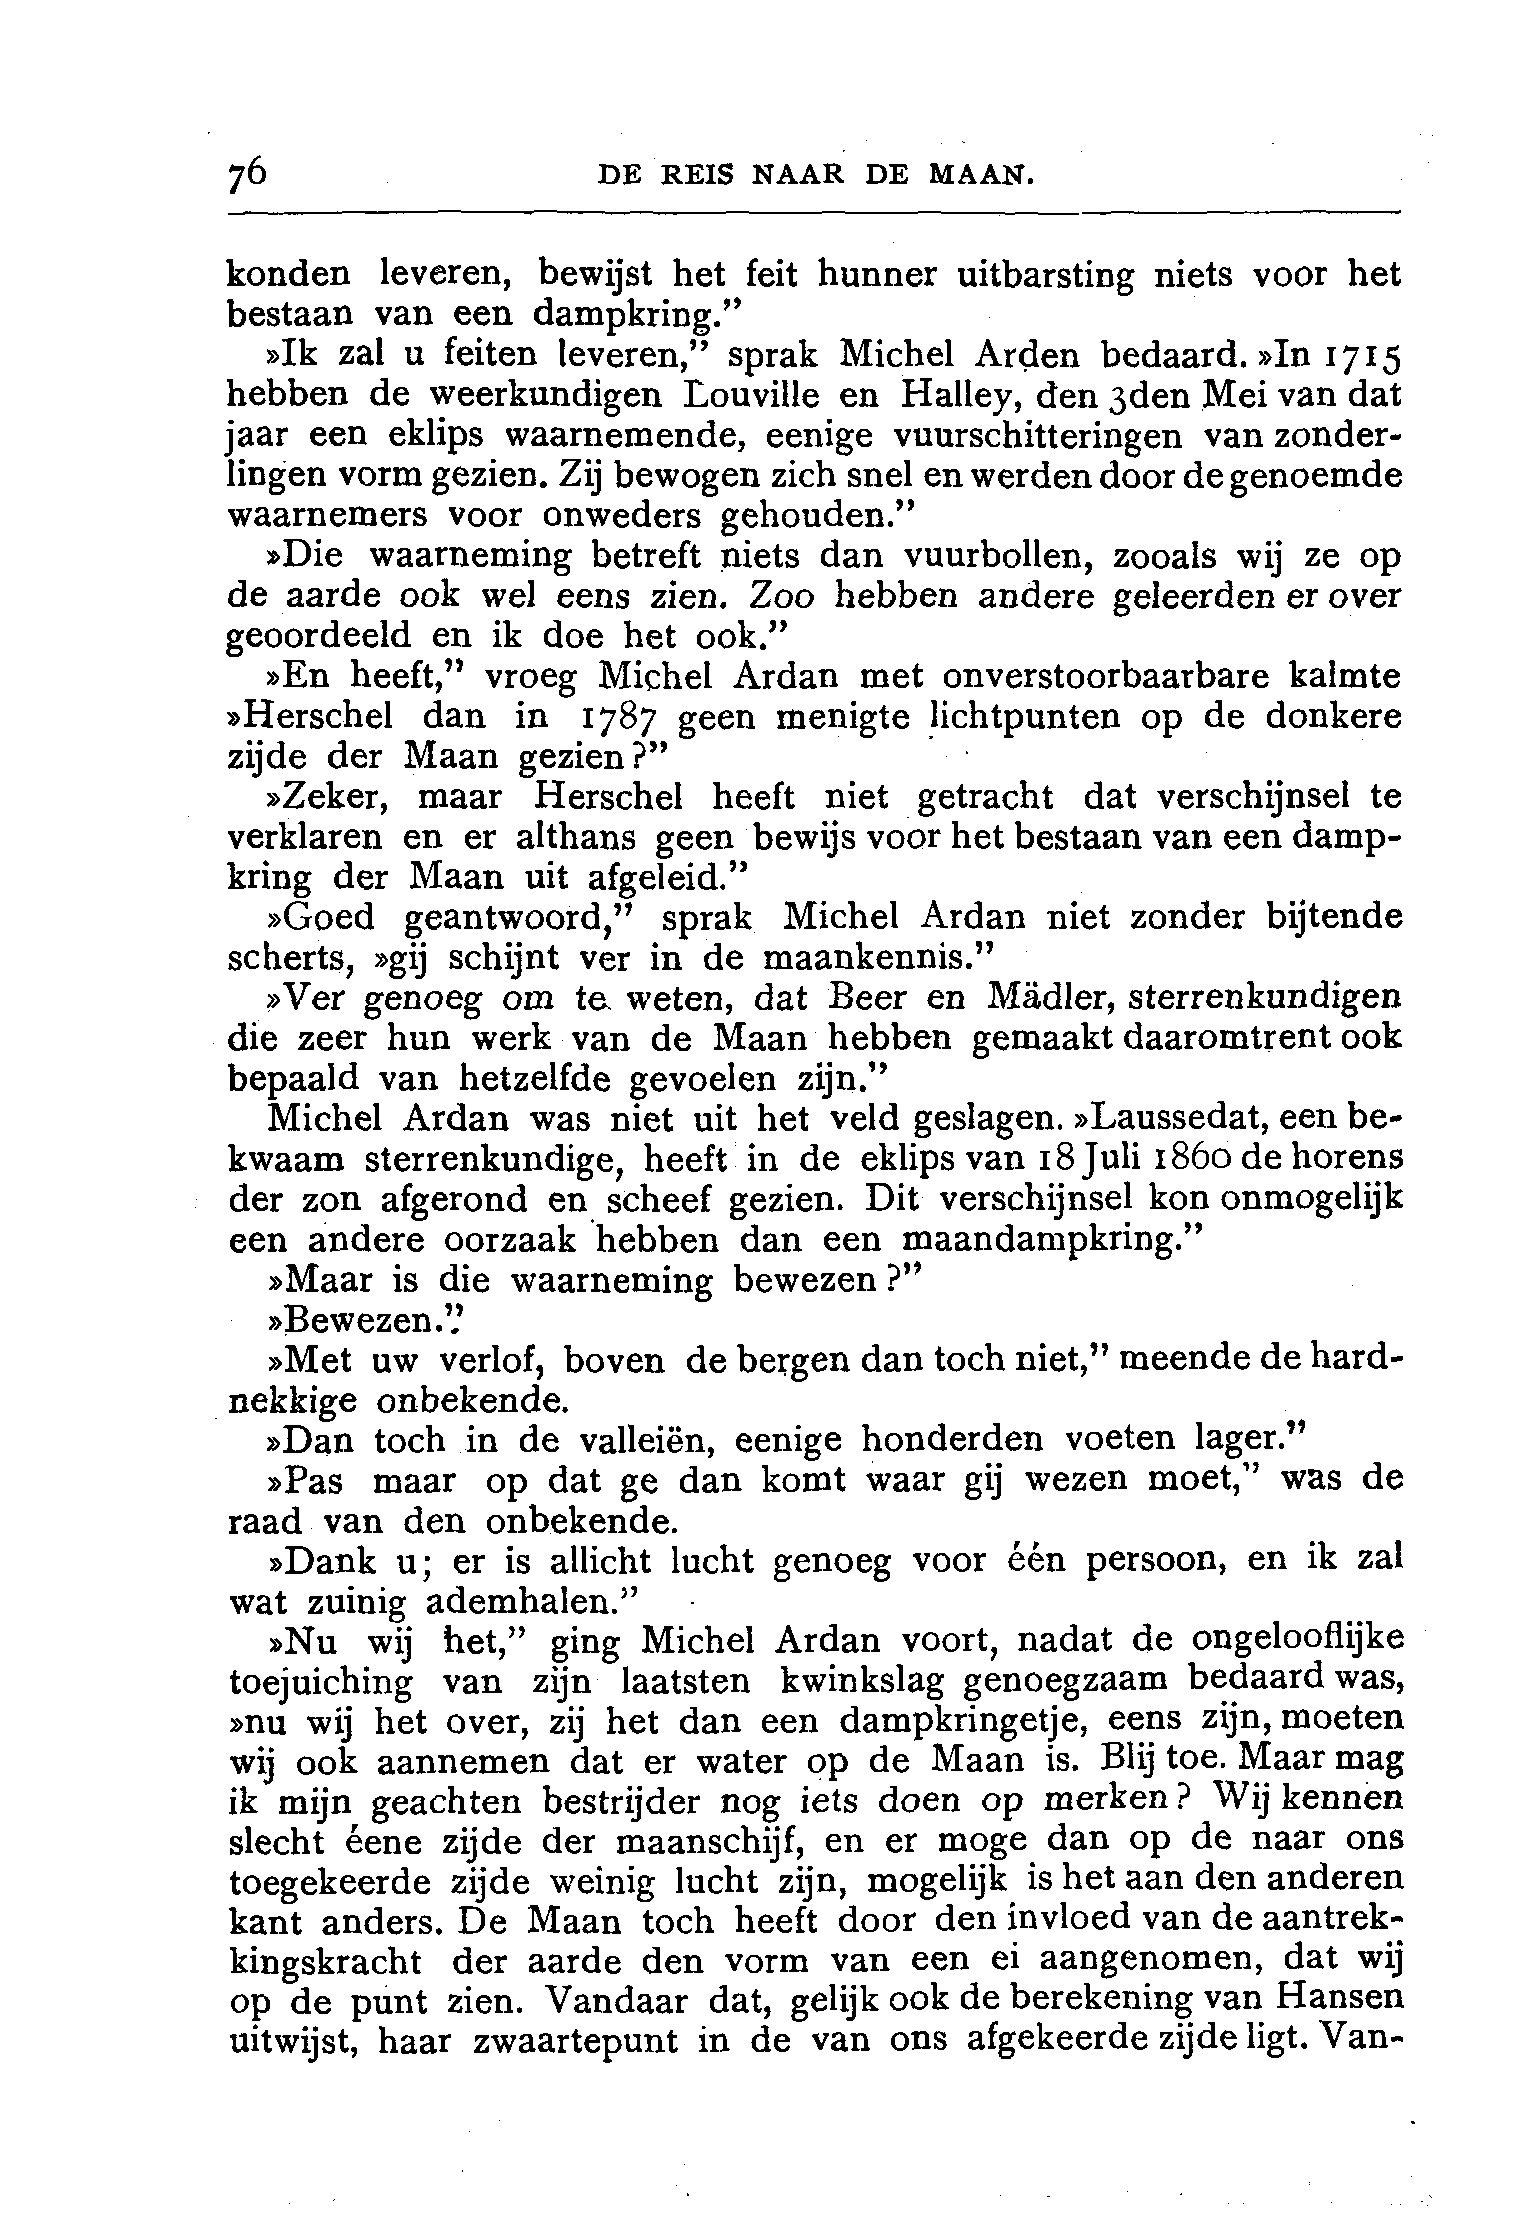 76 DE REIS NAAR DE MAAN.
konden leveren, bewijst het feit hunner uitbarsting niets voor het
bestaan van een dampkring.”
»Ik zal u feiten leveren,” sprak Michel Arden bedaard. »In 1715
hebben de weerkundigen Louville en Halley, den 3den Mei van dat
jaar een eklips waarnemende, eenige vuurschitteringen van zonder-
lingen vorm gezien. Zij bewogen zich snel en werden door de genoemde
waarnemers voor onweders gehouden.”
»Die waarneming betreft niets dan vuurbollen, zooals wij ze op
de aarde ook wel eens zien. Zoo hebben andere geleerden er over
geoordeeld en ik doe het ook.”
»En heeft,” vroeg Michel Ardan met onverstoorbaarbare kalmte
»Herschel dan in 1787 geen menigte lichtpunten op de donkere
zijde der Maan gezien?”
»Zeker, maar Herschel heeft niet getracht dat verschijnsel te
verklaren en er althans geen bewijs voor het bestaan van een damp-
kring der Maan uit afgeleid.”
»Goed geantwoord,” sprak Michel Ardan niet zonder bijtende
scherts, »gij schijnt ver in de maankennis.”
»Ver genoeg om te weten, dat Beer en Mädler, sterrenkundigen
die zeer hun werk van de Maan hebben gemaakt daaromtrent ook
bepaald van hetzelfde gevoelen zijn.”
Michel Ardan was niet uit het veld geslagen. »Laussedat, een be-
kwaam sterrenkundige, heeft in de eklips van 18 Juli 1860 de horens
der zon afgerond en scheef gezien. Dit verschijnsel kon onmogelijk
een andere oorzaak hebben dan een maandampkring.”
»Maar is die waarneming bewezen?”
»Bewezen.”
»Met uw verlof, boven de bergen dan toch niet,” meende de hard-
nekkige onbekende.
»Dan toch in de valleiën, eenige honderden voeten lager.”
»Pas maar op dat ge dan komt waar gij wezen moet,” was de
raad van den onbekende.
»Dank u; er is allicht lucht genoeg voor één persoon, en ik zal
wat zuinig ademhalen.”
»Nu wij het,” ging Michel Ardan voort, nadat de ongelooflijke
toejuiching van zijn laatsten kwinkslag genoegzaam bedaard was,
»nu wij het over, zij het dan een dampkringetje, eens zijn, moeten
wij ook aannemen dat er water op de Maan is. Blij toe. Maar mag
ik mijn geachten bestrijder nog iets doen op merken? Wij kennen
slecht éene zijde der maanschijf, en er moge dan op de naar ons
toegekeerde zijde weinig lucht zijn, mogelijk is het aan den anderen
kant anders. De Maan toch heeft door den invloed van de aantrek-
kingskracht der aarde den vorm van een ei aangenomen, dat wij
op de punt zien. Vandaar dat, gelijk ook de berekening van Hansen
uitwijst, haar zwaartepunt in de van ons afgekeerde zijde ligt. Van-